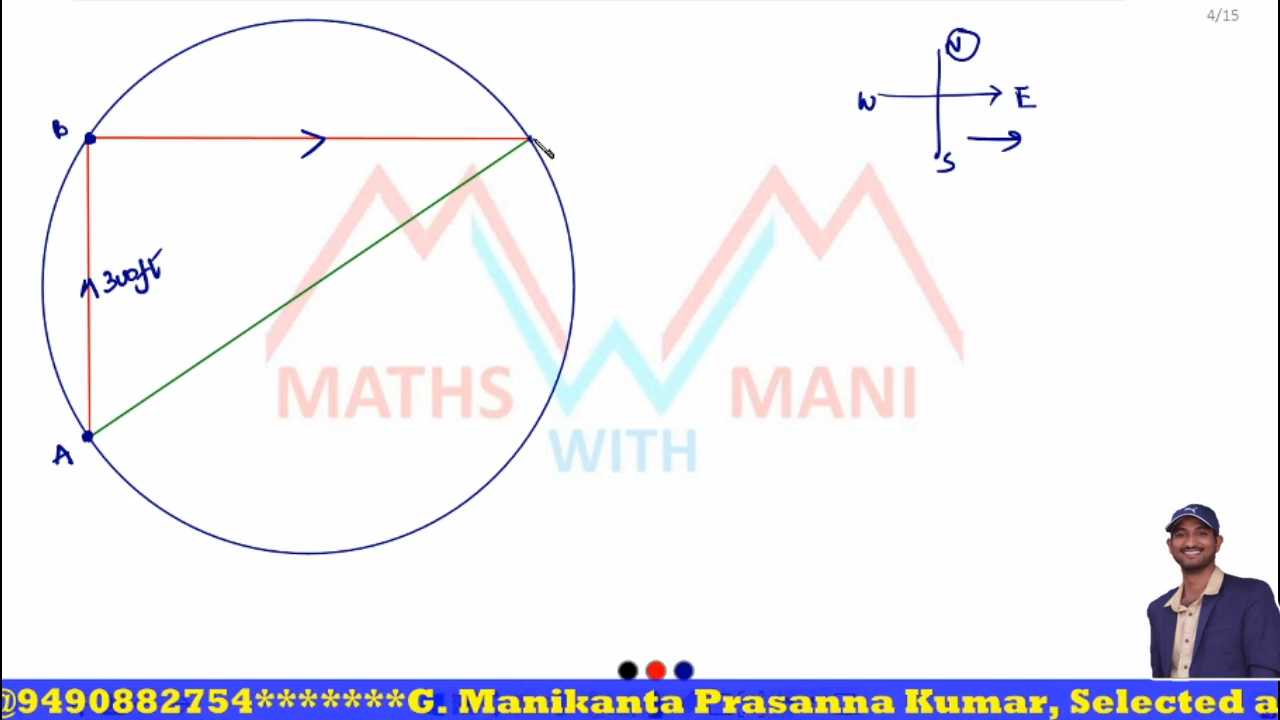 4/15
N
W E
S
B
300ft
A
MATHS WITH MANI
@9490882754*******G. Manikanta Prasanna Kumar, Selected a